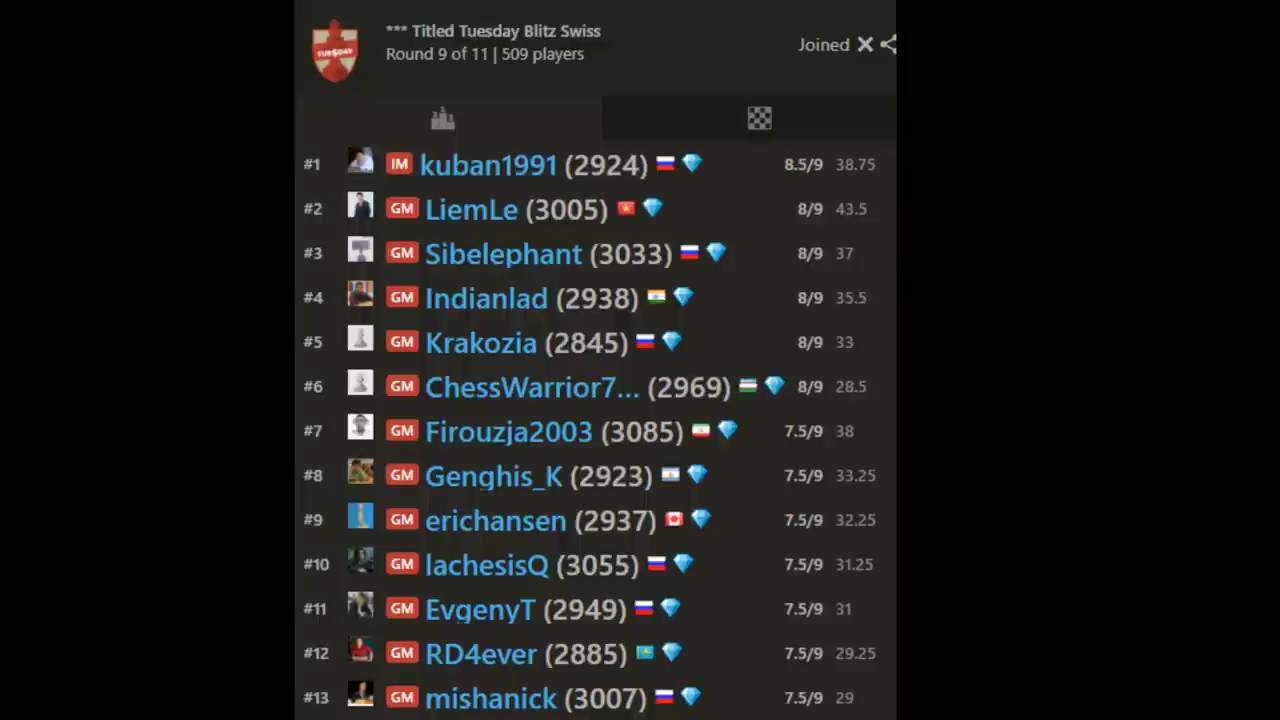 *** Titled Tuesday Blitz Swiss
Round 9 of 11 | 509 players
Joined
TUESDAY
#1 IM kuban1991 (2924) 8.5/9 38.75
#2 GM LiemLe (3005) 8/9 43.5
#3 GM Sibelephant (3033) 8/9 37
#4 GM Indianlad (2938) 8/9 35.5
#5 GM Krakozia (2845) 8/9 33
#6 GM ChessWarrior7... (2969) 8/9 28.5
#7 GM Firouzja2003 (3085) 7.5/9 38
#8 GM Genghis_K (2923) 7.5/9 33.25
#9 GM erichansen (2937) 7.5/9 32.25
#10 GM lachesisQ (3055) 7.5/9 31.25
#11 GM EvgenyT (2949) 7.5/9 31
#12 GM RD4ever (2885) 7.5/9 29.25
#13 GM mishanick (3007) 7.5/9 29